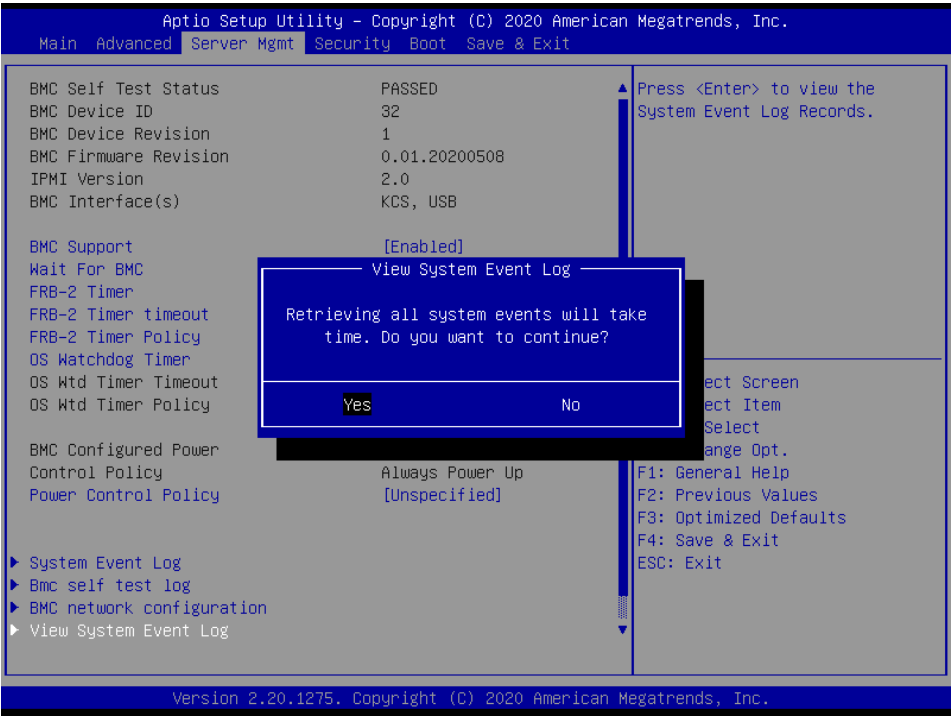 Aptio Setup Utility – Copyright (C) 2020 American Megatrends, Inc.
Main Advanced Server Mgmt Security Boot Save & Exit
BMC Self Test Status PASSED
BMC Device ID 32
BMC Device Revision 1
BMC Firmware Revision 0.01.20200508
IPMI Version 2.0
BMC Interface(s) KCS, USB
BMC Support [Enabled]
Wait For BMC
FRB-2 Timer
FRB-2 Timer timeout
FRB-2 Timer Policy
OS Watchdog Timer
OS Wtd Timer Timeout
OS Wtd Timer Policy
BMC Configured Power
Control Policy Always Power Up
Power Control Policy [Unspecified]
System Event Log
Bmc self test log
BMC network configuration
View System Event Log
View System Event Log
Retrieving all system events will take
time. Do you want to continue?
Yes No
Press <Enter> to view the
System Event Log Records.
ect Screen
ect Item
Select
ange Opt.
F1: General Help
F2: Previous Values
F3: Optimized Defaults
F4: Save & Exit
ESC: Exit
Version 2.20.1275. Copyright (C) 2020 American Megatrends, Inc.